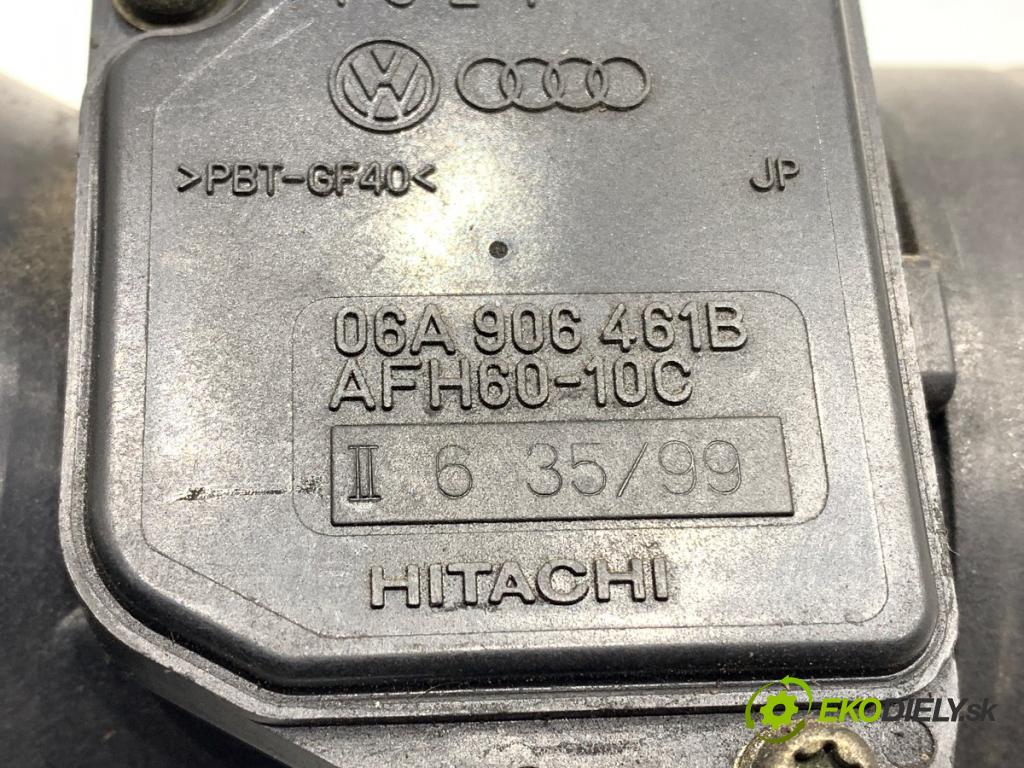 >PBT-GF40<
JP
06A 906 461B
AFH60-10C
II 6 35/99
HITACHI
EKODIELY.sk